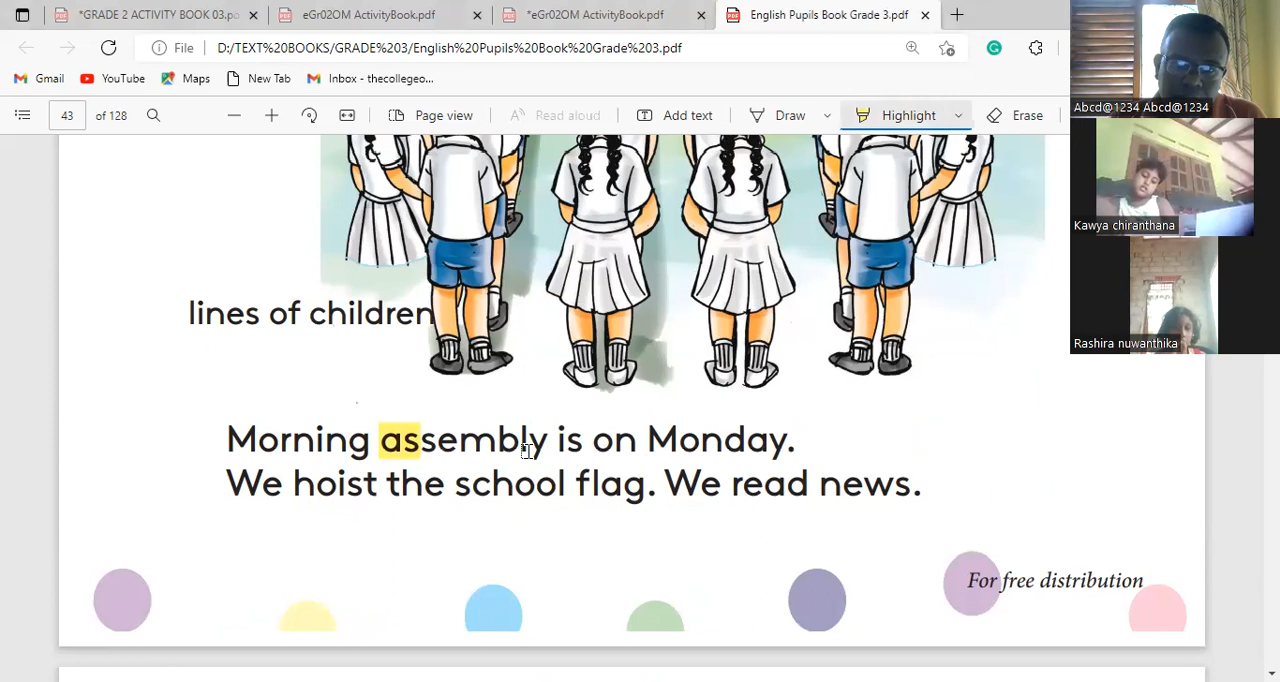 *GRADE 2 ACTIVITY BOOK 03.po
eGr02OM ActivityBook.pdf
*eGr02OM ActivityBook.pdf
English Pupils Book Grade 3.pdf
File
D:/TEXT%20BOOKS/GRADE%203/English%20Pupils%20Book%20Grade%203.pdf
Gmail
YouTube
Maps
New Tab
Inbox - thecollegeo...
43 of 128
Page view
Read aloud
Add text
Draw
Highlight
Erase
Abcd@1234 Abcd@1234
Kawya chiranthana
Rashira nuwanthika
lines of children
Morning assembly is on Monday.
We hoist the school flag. We read news.
For free distribution